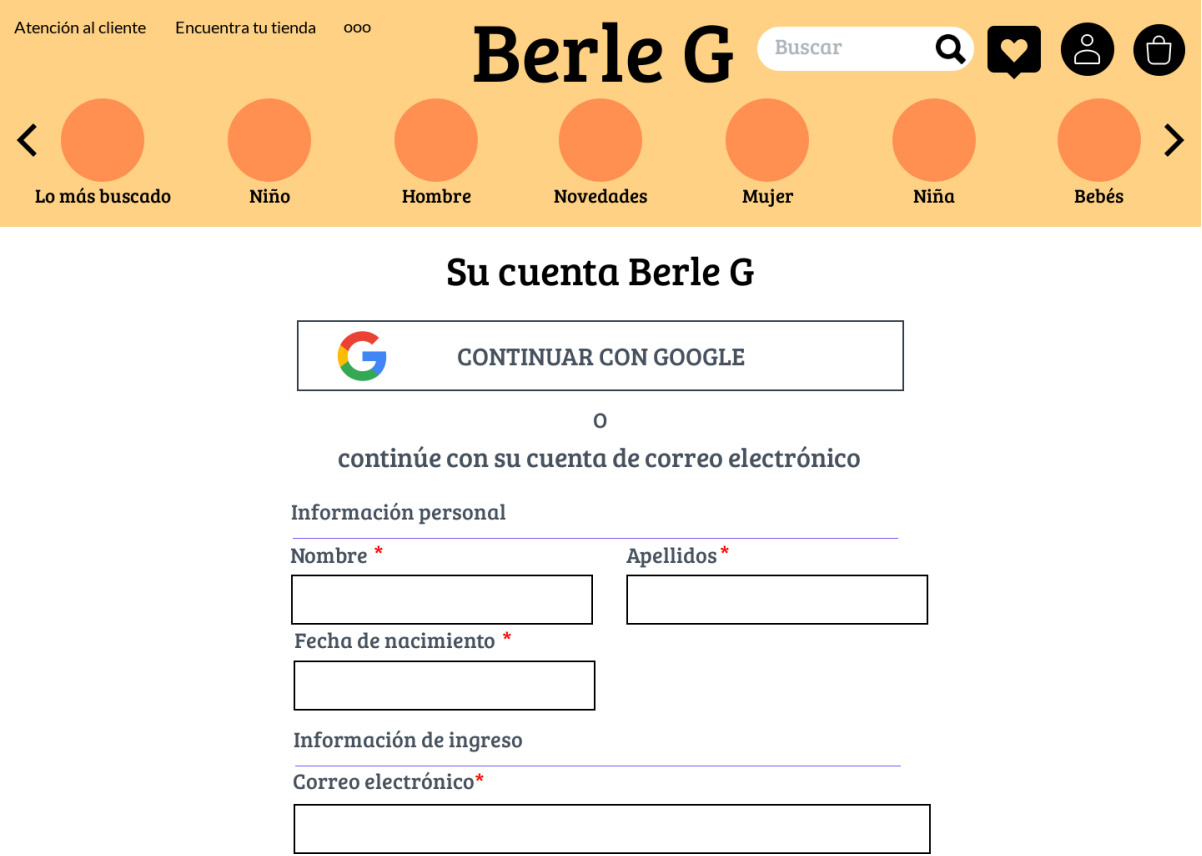 Atención al cliente Encuentra tu tienda ooo
Berle G
Buscar
Lo más buscado Niño Hombre Novedades Mujer Niña Bebés
Su cuenta Berle G
CONTINUAR CON GOOGLE
O
continúe con su cuenta de correo electrónico
Información personal
Nombre * Apellidos *
Fecha de nacimiento *
Información de ingreso
Correo electrónico*